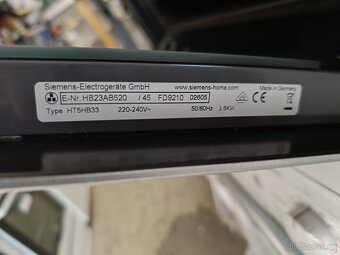 Siemens-Electrogeräte GmbH www.siemens-home.com
E-Nr. HB23AB520 /45 FD9210 02605
Made in Germany
Type HT5HB33 220-240V~ 50/60Hz 3.5KW